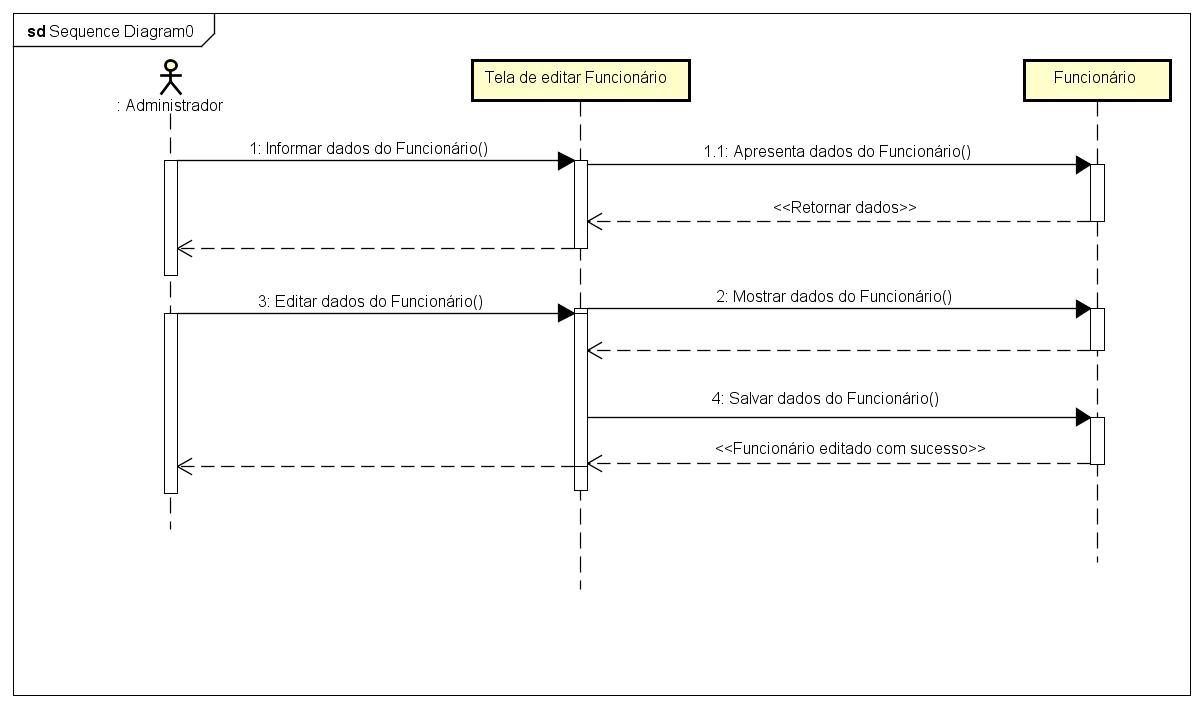 sd Sequence Diagram0
: Administrador
Tela de editar Funcionário
Funcionário
1: Informar dados do Funcionário()
1.1: Apresenta dados do Funcionário()
<<Retornar dados>>
3: Editar dados do Funcionário()
2: Mostrar dados do Funcionário()
4: Salvar dados do Funcionário()
<<Funcionário editado com sucesso>>